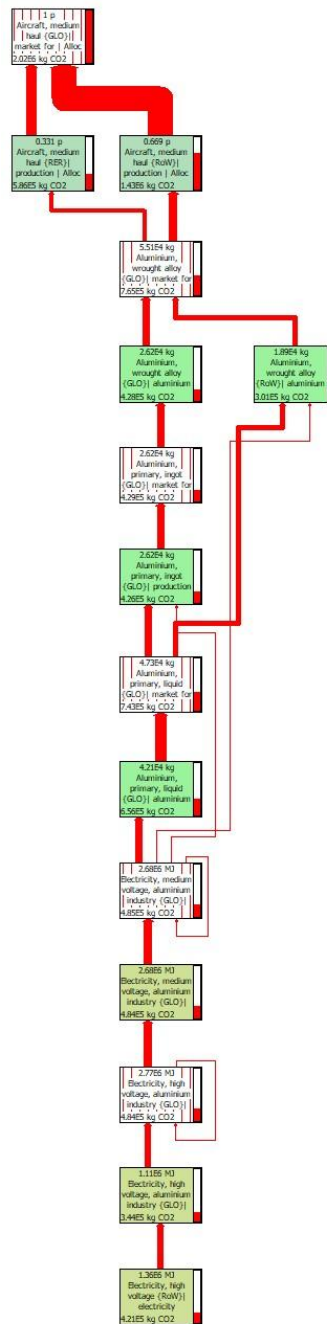 1 p
Aircraft, medium
haul {GLO}|
market for | Alloc
2.02E6 kg CO2
0.331 p
Aircraft, medium
haul {RER}|
production | Alloc
5.86E5 kg CO2
0.669 p
Aircraft, medium
haul {RoW}|
production | Alloc
1.43E6 kg CO2
5.51E4 kg
Aluminium,
wrought alloy
{GLO}| market for
7.65E5 kg CO2
2.62E4 kg
Aluminium,
wrought alloy
{GLO}| aluminium
4.28E5 kg CO2
1.89E4 kg
Aluminium,
wrought alloy
{RoW}| aluminium
3.01E5 kg CO2
2.62E4 kg
Aluminium,
primary, ingot
{GLO}| market for
4.29E5 kg CO2
2.62E4 kg
Aluminium,
primary, ingot
{GLO}| production
4.26E5 kg CO2
4.73E4 kg
Aluminium,
primary, liquid
{GLO}| market for
7.43E5 kg CO2
4.21E4 kg
Aluminium,
primary, liquid
{GLO}| aluminium
6.56E5 kg CO2
2.68E6 MJ
Electricity, medium
voltage, aluminium
industry {GLO}|
4.85E5 kg CO2
2.68E6 MJ
Electricity, medium
voltage, aluminium
industry {GLO}|
4.84E5 kg CO2
2.77E6 MJ
Electricity, high
voltage, aluminium
industry {GLO}|
4.84E5 kg CO2
1.11E6 MJ
Electricity, high
voltage, aluminium
industry {GLO}|
3.44E5 kg CO2
1.36E6 MJ
Electricity, high
voltage {RoW}|
electricity
4.21E5 kg CO2